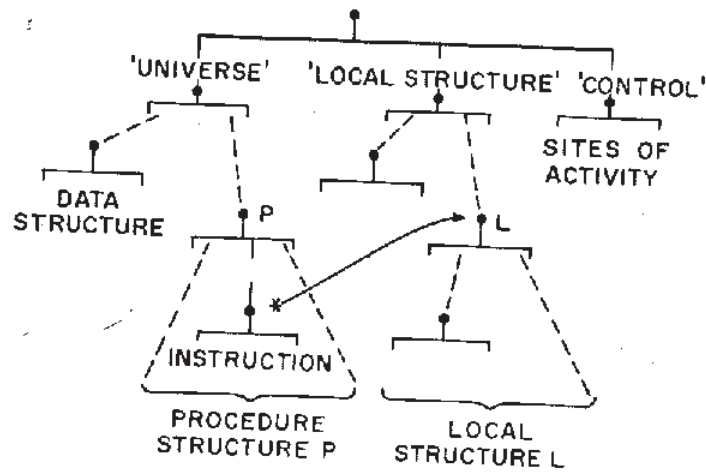 'UNIVERSE' 'LOCAL STRUCTURE' 'CONTROL'
SITES OF
ACTIVITY
DATA
STRUCTURE
P
L
*
INSTRUCTION
PROCEDURE
STRUCTURE P
LOCAL
STRUCTURE L